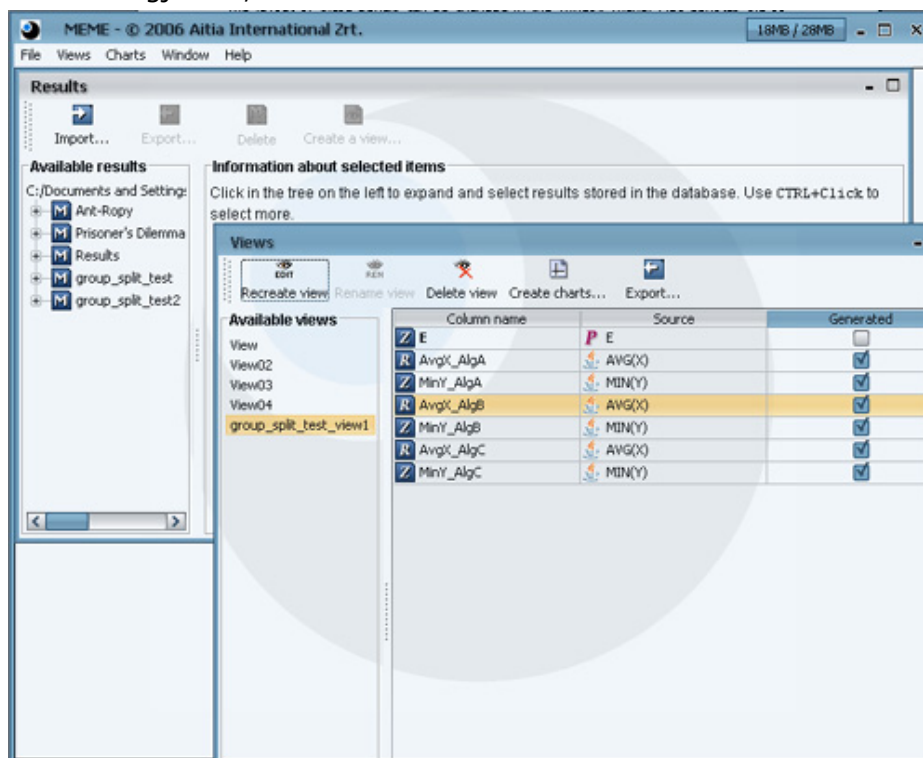 MEME - © 2006 Aitia International Zrt.
18MB / 28MB
File Views Charts Window Help
Results
Import... Export... Delete Create a view...
Available results
C:/Documents and Setting:
M Ant-Ropy
M Prisoner's Dilemma
M Results
M group_split_test
M group_split_test2
Information about selected items
Click in the tree on the left to expand and select results stored in the database. Use CTRL+Click to
select more.
Views
EDIT REN
Recreate view Rename view Delete view Create charts... Export...
Available views
View
View02
View03
View04
group_split_test_view1
Column name Source Generated
Z E P E
R AvgX_AlgA AVG(X)
Z MinY_AlgA MIN(Y)
R AvgX_AlgB AVG(X)
Z MinY_AlgB MIN(Y)
R AvgX_AlgC AVG(X)
Z MinY_AlgC MIN(Y)